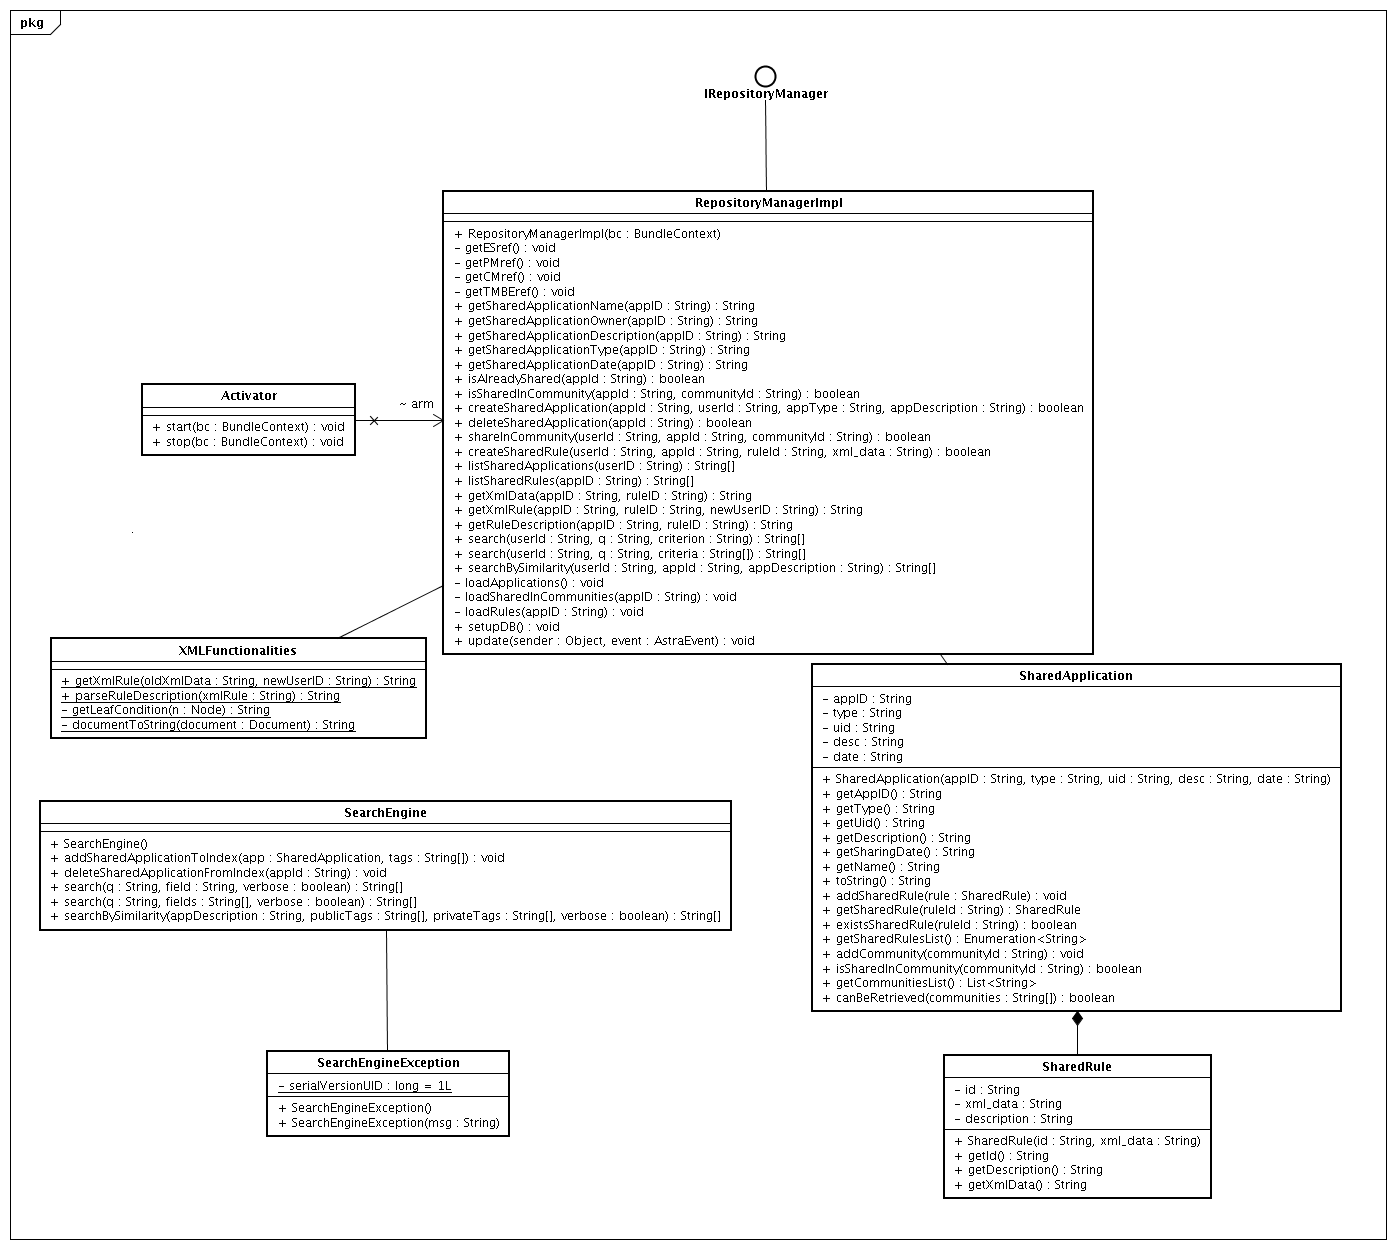 pkg
IRepositoryManager
RepositoryManagerImpl
+ RepositoryManagerImpl(bc : BundleContext)
- getESref() : void
- getPMref() : void
- getCMref() : void
- getTMBEref() : void
+ getSharedApplicationName(appID : String) : String
+ getSharedApplicationOwner(appID : String) : String
+ getSharedApplicationDescription(appID : String) : String
+ getSharedApplicationType(appID : String) : String
+ getSharedApplicationDate(appID : String) : String
+ isAlreadyShared(appId : String) : boolean
+ isSharedInCommunity(appId : String, communityId : String) : boolean
+ createSharedApplication(appId : String, userId : String, appType : String, appDescription : String) : boolean
+ deleteSharedApplication(appId : String) : boolean
+ shareInCommunity(userId : String, appId : String, communityId : String) : boolean
+ createSharedRule(userId : String, appId : String, ruleId : String, xml_data : String) : boolean
+ listSharedApplications(userID : String) : String[]
+ listSharedRules(appID : String) : String[]
+ getXmlData(appID : String, ruleID : String) : String
+ getXmlRule(appID : String, ruleID : String, newUserID : String) : String
+ getRuleDescription(appID : String, ruleID : String) : String
+ search(userId : String, q : String, criterion : String) : String[]
+ search(userId : String, q : String, criteria : String[]) : String[]
+ searchBySimilarity(userId : String, appId : String, appDescription : String) : String[]
- loadApplications() : void
- loadSharedInCommunities(appID : String) : void
- loadRules(appID : String) : void
+ setupDB() : void
+ update(sender : Object, event : AstraEvent) : void
Activator
+ start(bc : BundleContext) : void
+ stop(bc : BundleContext) : void
~ arm
XMLFunctionalities
+ getXmlRule(oldXmlData : String, newUserID : String) : String
+ parseRuleDescription(xmlRule : String) : String
- getLeafCondition(n : Node) : String
- documentToString(document : Document) : String
SharedApplication
- appID : String
- type : String
- uid : String
- desc : String
- date : String
+ SharedApplication(appID : String, type : String, uid : String, desc : String, date : String)
+ getAppID() : String
+ getType() : String
+ getUid() : String
+ getDescription() : String
+ getSharingDate() : String
+ getName() : String
+ toString() : String
+ addSharedRule(rule : SharedRule) : void
+ getSharedRule(ruleId : String) : SharedRule
+ existsSharedRule(ruleId : String) : boolean
+ getSharedRulesList() : Enumeration<String>
+ addCommunity(communityId : String) : void
+ isSharedInCommunity(communityId : String) : boolean
+ getCommunitiesList() : List<String>
+ canBeRetrieved(communities : String[]) : boolean
SearchEngine
+ SearchEngine()
+ addSharedApplicationToIndex(app : SharedApplication, tags : String[]) : void
+ deleteSharedApplicationFromIndex(appId : String) : void
+ search(q : String, field : String, verbose : boolean) : String[]
+ search(q : String, fields : String[], verbose : boolean) : String[]
+ searchBySimilarity(appDescription : String, publicTags : String[], privateTags : String[], verbose : boolean) : String[]
SearchEngineException
- serialVersionUID : long = 1L
+ SearchEngineException()
+ SearchEngineException(msg : String)
SharedRule
- id : String
- xml_data : String
- description : String
+ SharedRule(id : String, xml_data : String)
+ getId() : String
+ getDescription() : String
+ getXmlData() : String